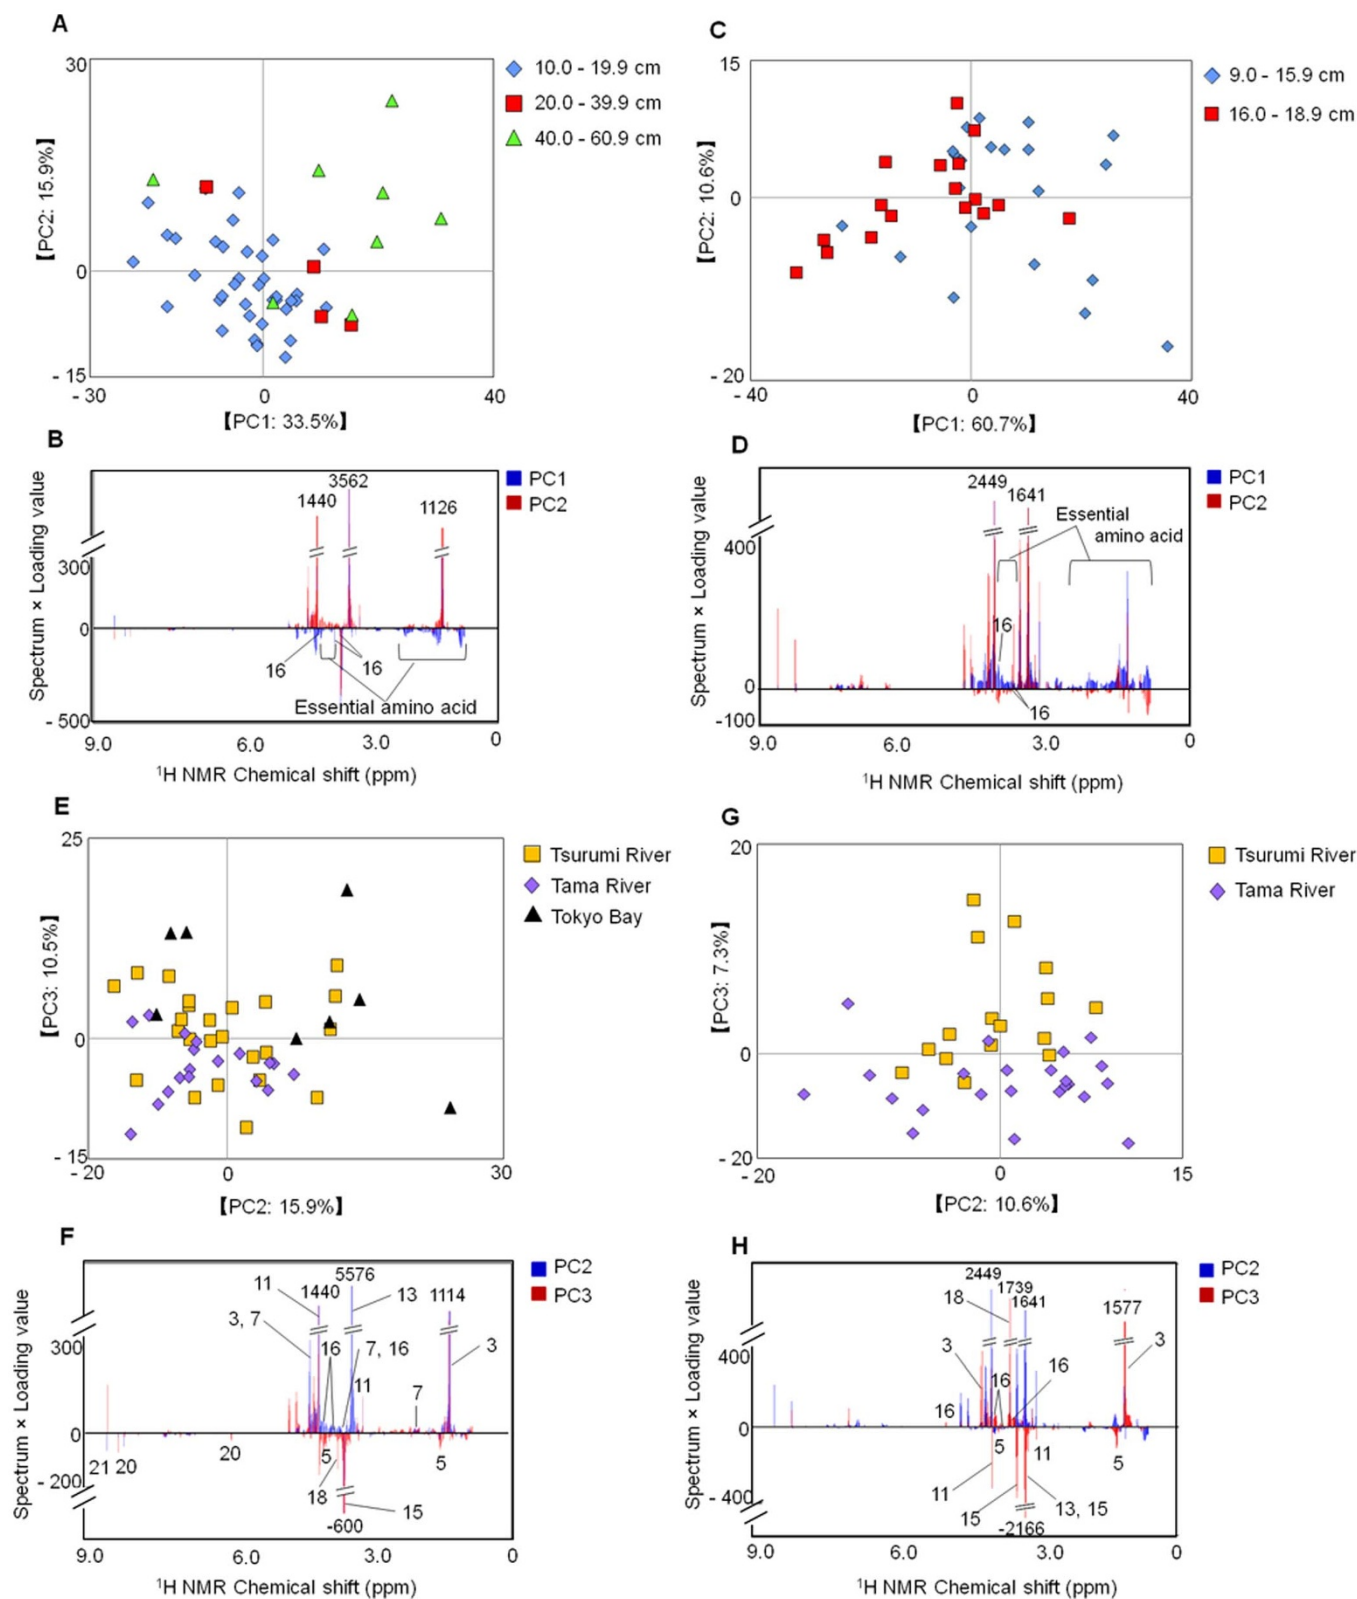 A
30
【PC2: 15.9%】
0
- 15
- 30
0
40
【PC1: 33.5%】
10.0 - 19.9 cm
20.0 - 39.9 cm
40.0 - 60.9 cm
C
15
【PC2: 10.6%】
0
- 20
- 40
0
40
【PC1: 60.7%】
9.0 - 15.9 cm
16.0 - 18.9 cm
B
Spectrum × Loading value
300
0
- 500
1440
3562
1126
16
16
Essential amino acid
9.0
6.0
3.0
0
¹H NMR Chemical shift (ppm)
PC1
PC2
D
Spectrum × Loading value
400
0
-100
2449
1641
Essential
amino acid
16
16
9.0
6.0
3.0
0
¹H NMR Chemical shift (ppm)
PC1
PC2
E
25
【PC3: 10.5%】
0
- 15
- 20
0
30
【PC2: 15.9%】
Tsurumi River
Tama River
Tokyo Bay
G
20
【PC3: 7.3%】
0
- 20
- 20
0
15
【PC2: 10.6%】
Tsurumi River
Tama River
F
Spectrum × Loading value
300
0
- 200
11
1440
5576
13
1114
3, 7
16
7, 16
3
11
7
21
20
20
5
5
18
15
-600
9.0
6.0
3.0
0
¹H NMR Chemical shift (ppm)
PC2
PC3
H
Spectrum × Loading value
400
0
- 400
2449
18
1739
1641
1577
3
3
16
16
16
5
11
5
11
15
13, 15
-2166
9.0
6.0
3.0
0
¹H NMR Chemical shift (ppm)
PC2
PC3